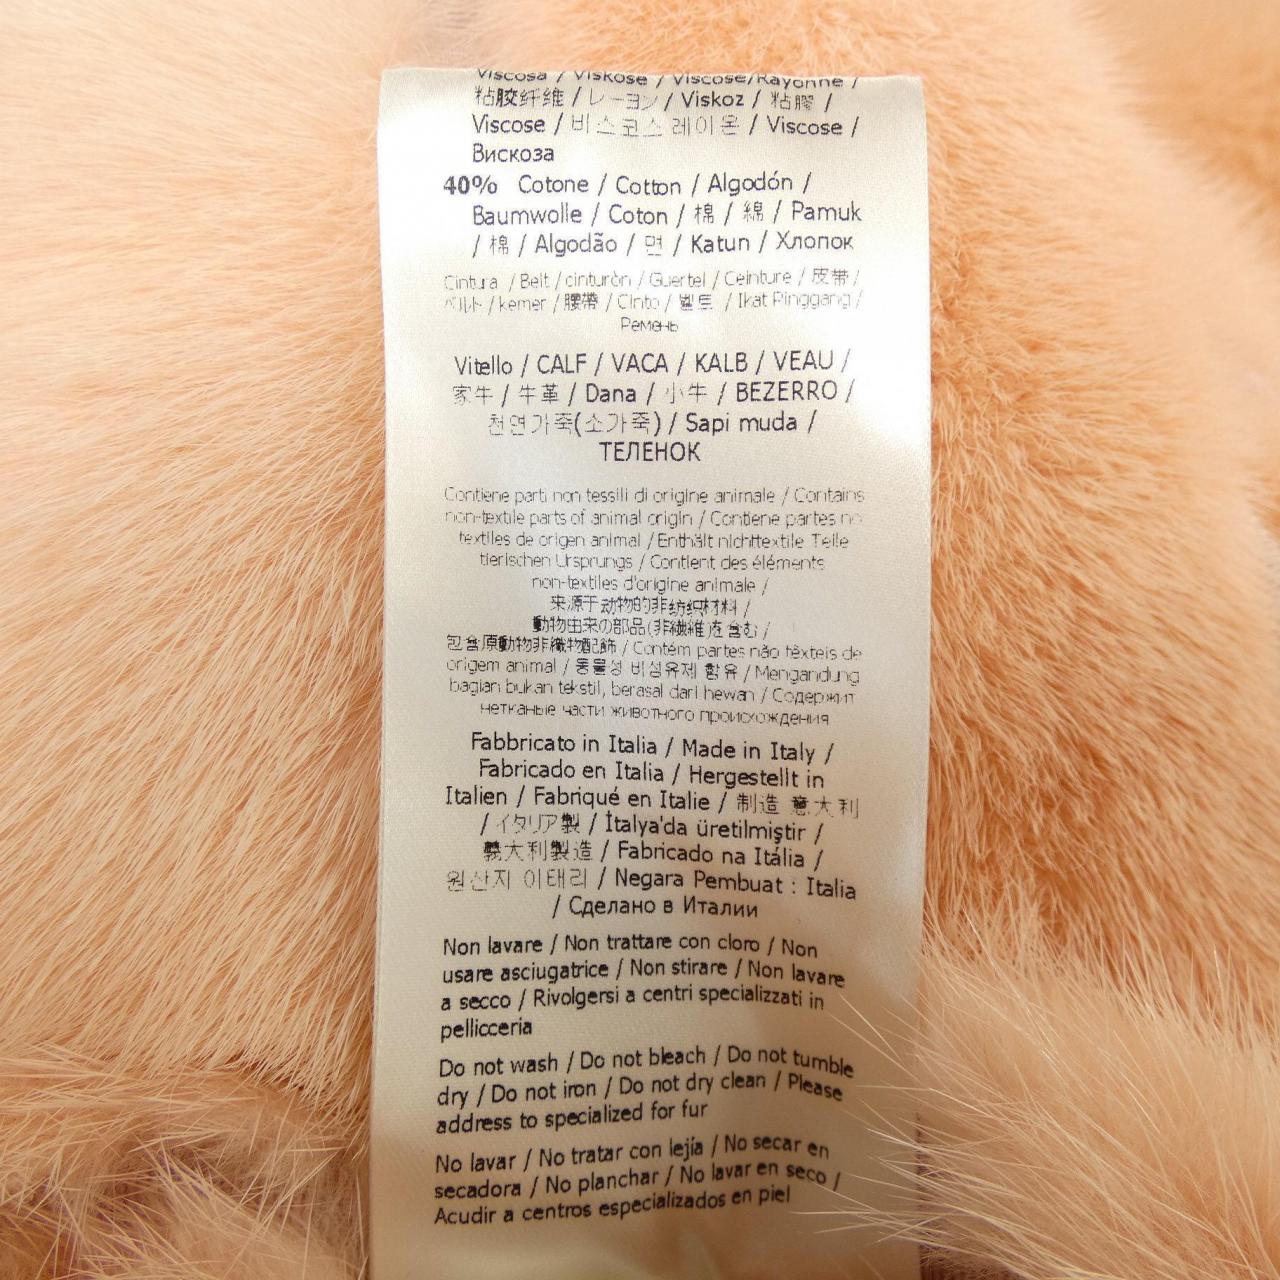 Viscosa / Viskose / Viscose/Rayonne /
粘胶纤维 / レーヨン / Viskoz / 粘膠 /
Viscose / 비스코스 레이온 / Viscose /
Вискоза
40% Cotone / Cotton / Algodón /
Baumwolle / Coton / 棉 / 綿 / Pamuk
/ 棉 / Algodão / 면 / Katun / Хлопок
Cintura / Belt / cinturòn / Guertel / Ceinture / 皮帯 /
ベルト / kemer / 腰帶 / Cinto / 벨트 / Ikat Pinggang /
Ремень
Vitello / CALF / VACA / KALB / VEAU /
家牛 / 牛革 / Dana / 小牛 / BEZERRO /
천연가죽(소가죽) / Sapi muda /
ТЕЛЕНОК
Contiene parti non tessili di origine animale / Contains
non-textile parts of animal origin / Contiene partes no
textiles de origen animal / Enthält nichttextile Teile
tierischen Ursprungs / Contient des éléments
non-textiles d'origine animale /
来源于动物的非纺织材料 /
動物由来の部品(非繊維)を含む /
包含原動物非織物配飾 / Contém partes não têxteis de
origem animal / 동물성 비섬유제 함유 / Mengandung
bagian bukan tekstil, berasal dari hewan / Содержит
нетканые части животного происхождения
Fabbricato in Italia / Made in Italy /
Fabricado en Italia / Hergestellt in
Italien / Fabriqué en Italie / 制造 意大利
/ イタリア製 / İtalya'da üretilmiştir /
義大利製造 / Fabricado na Itália /
원산지 이태리 / Negara Pembuat : Italia
/ Сделано в Италии
Non lavare / Non trattare con cloro / Non
usare asciugatrice / Non stirare / Non lavare
a secco / Rivolgersi a centri specializzati in
pellicceria
Do not wash / Do not bleach / Do not tumble
dry / Do not iron / Do not dry clean / Please
address to specialized for fur
No lavar / No tratar con lejía / No secar en
secadora / No planchar / No lavar en seco /
Acudir a centros especializados en piel